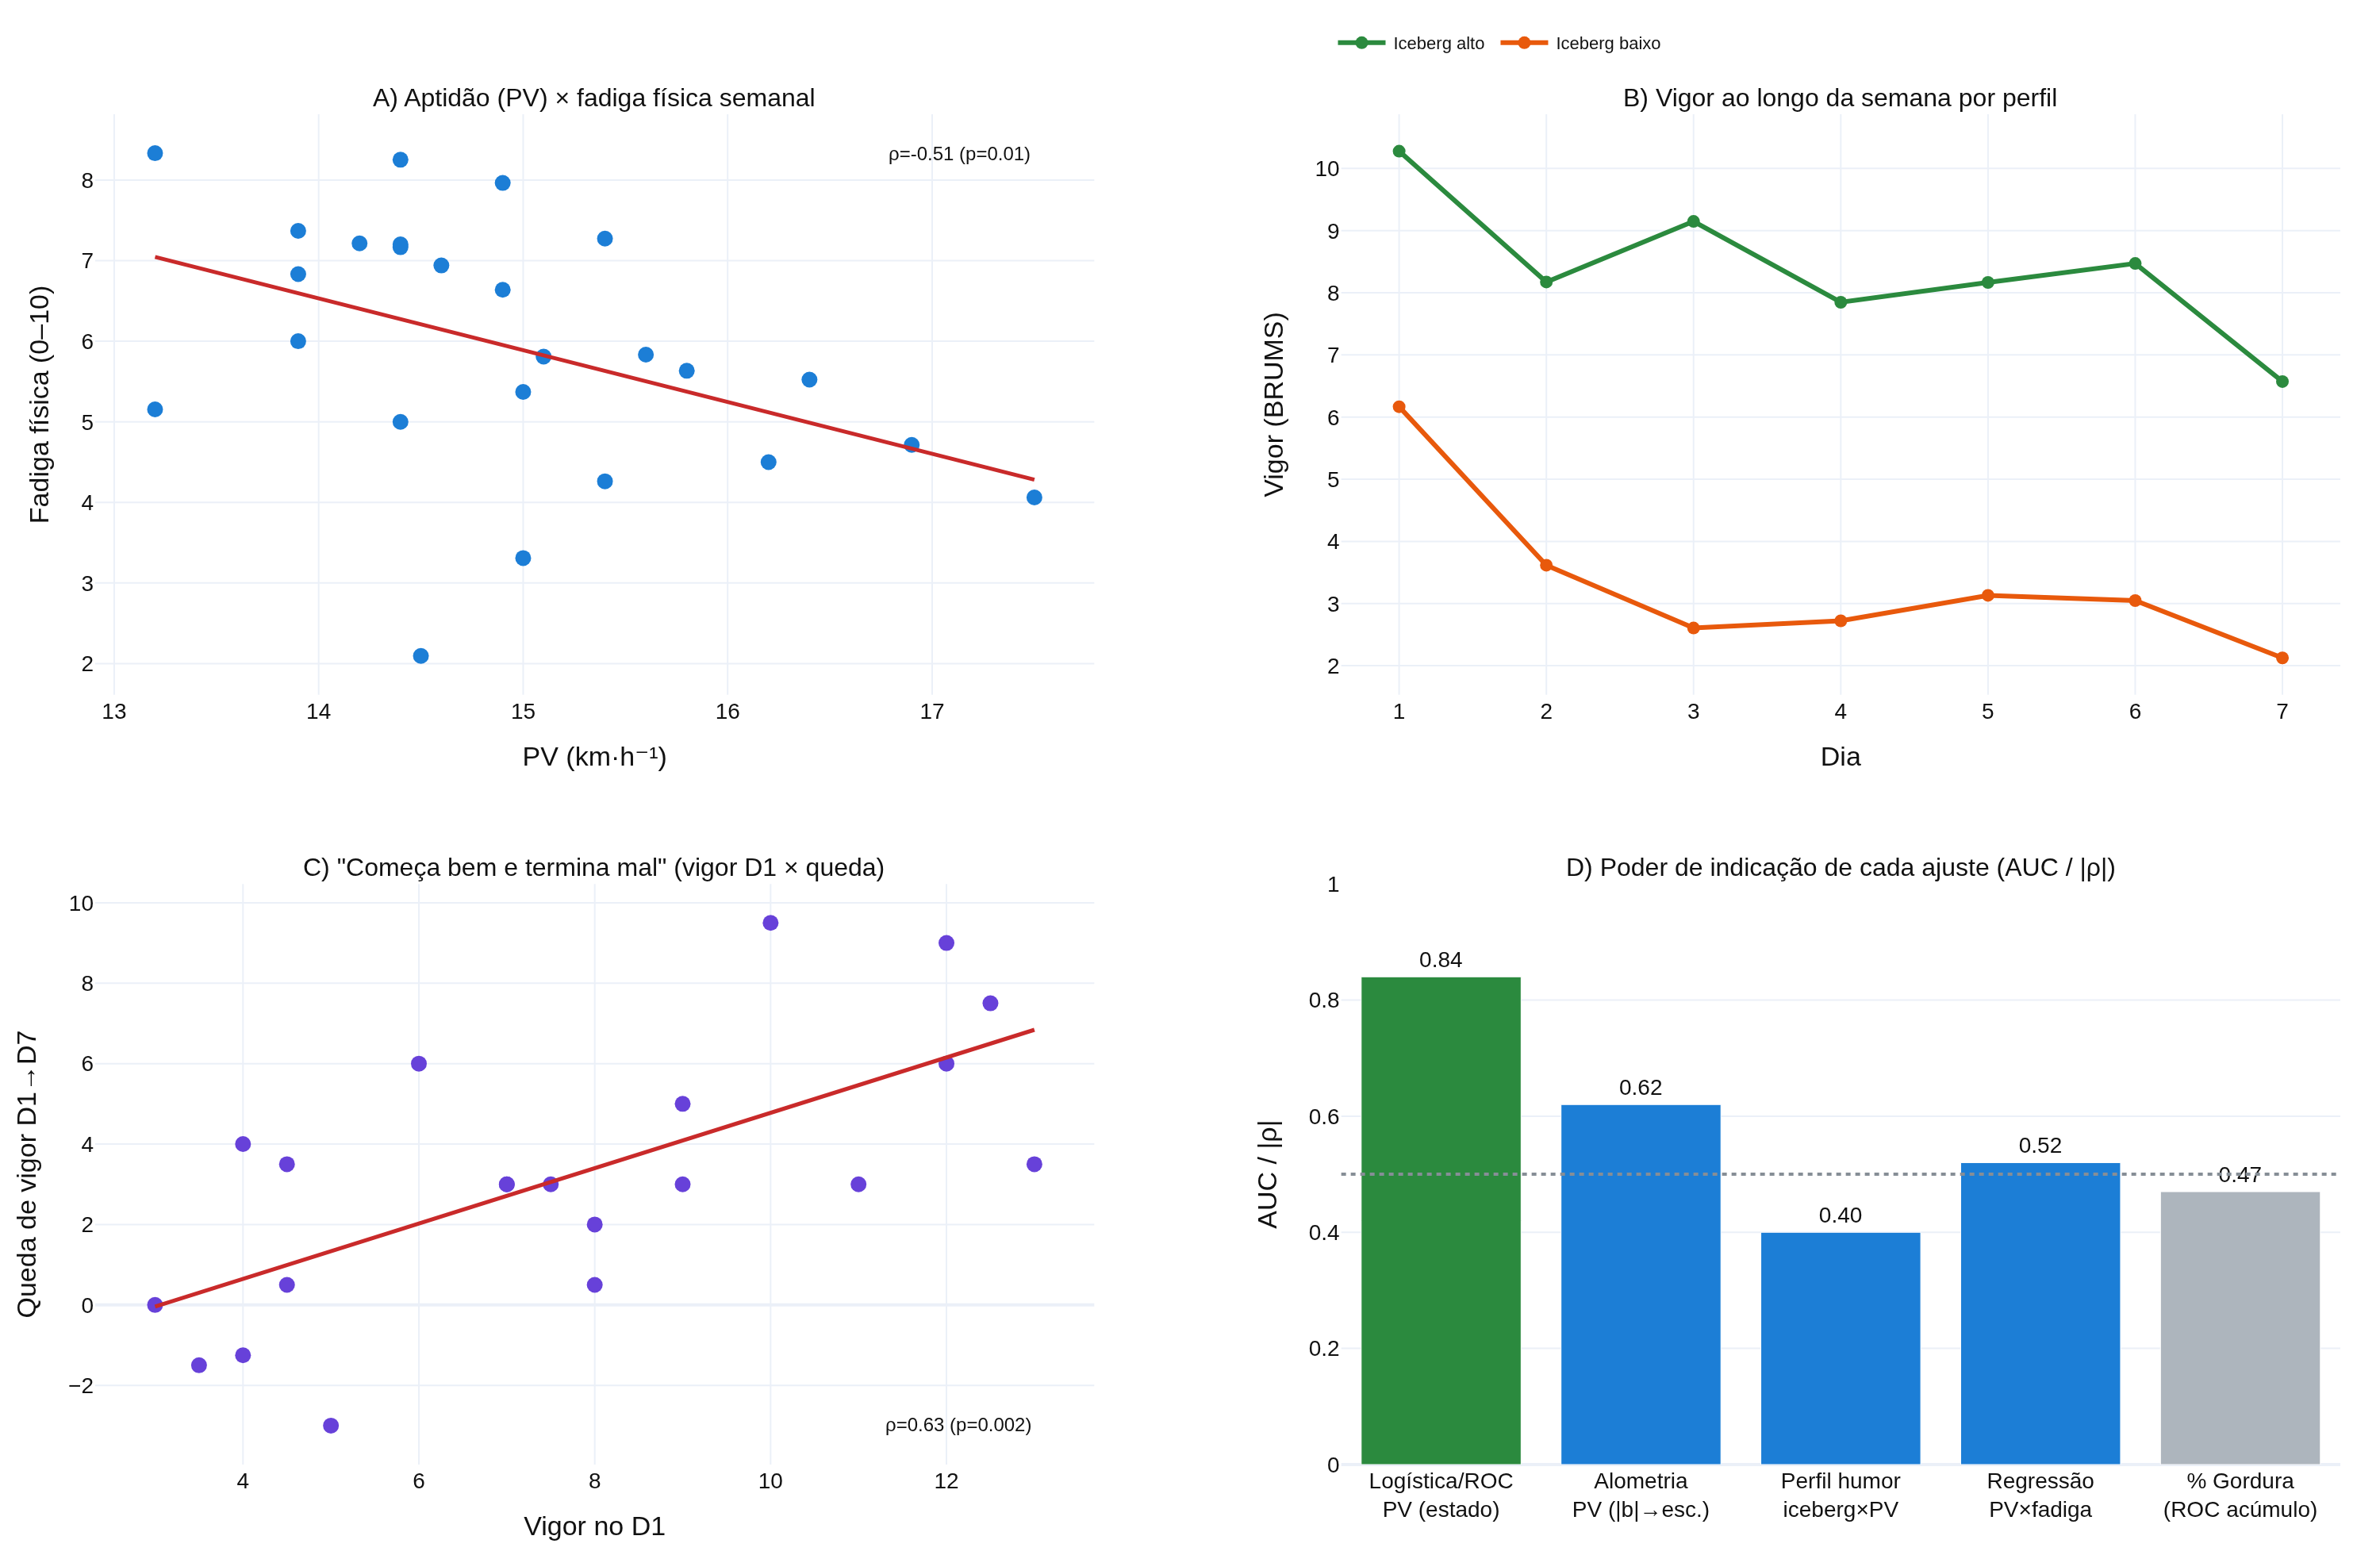 Iceberg alto
Iceberg baixo
A) Aptidão (PV) × fadiga física semanal
ρ=-0.51 (p=0.01)
Fadiga física (0–10)
8
7
6
5
4
3
2
13
14
15
16
17
PV (km·h⁻¹)
B) Vigor ao longo da semana por perfil
Vigor (BRUMS)
10
9
8
7
6
5
4
3
2
1
2
3
4
5
6
7
Dia
C) "Começa bem e termina mal" (vigor D1 × queda)
Queda de vigor D1→D7
10
8
6
4
2
0
−2
ρ=0.63 (p=0.002)
4
6
8
10
12
Vigor no D1
D) Poder de indicação de cada ajuste (AUC / |ρ|)
AUC / |ρ|
1
0.8
0.6
0.4
0.2
0
0.84
0.62
0.40
0.52
0.47
Logística/ROC
PV (estado)
Alometria
PV (|b|→esc.)
Perfil humor
iceberg×PV
Regressão
PV×fadiga
% Gordura
(ROC acúmulo)